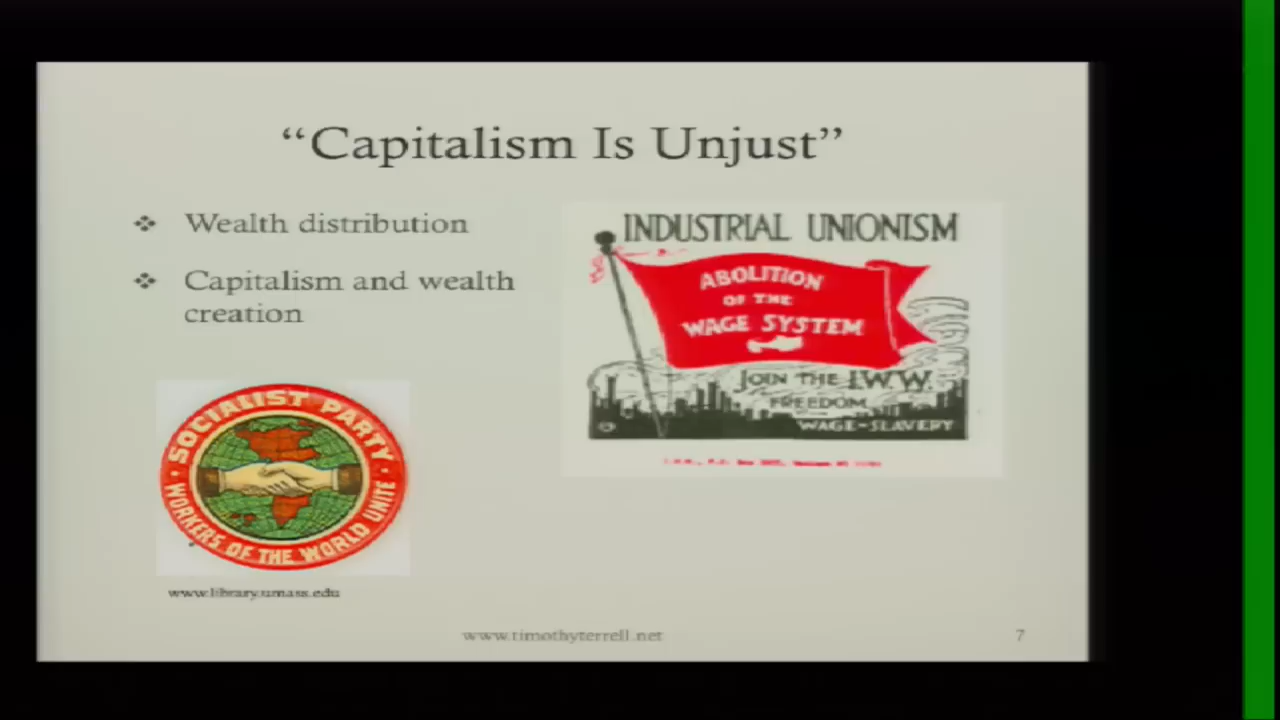 “Capitalism Is Unjust”
Wealth distribution
Capitalism and wealth
creation
INDUSTRIAL UNIONISM
ABOLITION
OF THE
WAGE SYSTEM
JOIN THE I.W.W.
FREEDOM
WAGE-SLAVERY
SOCIALIST PARTY
WORKERS OF THE WORLD UNITE
www.library.umass.edu
www.timothyterrell.net
7